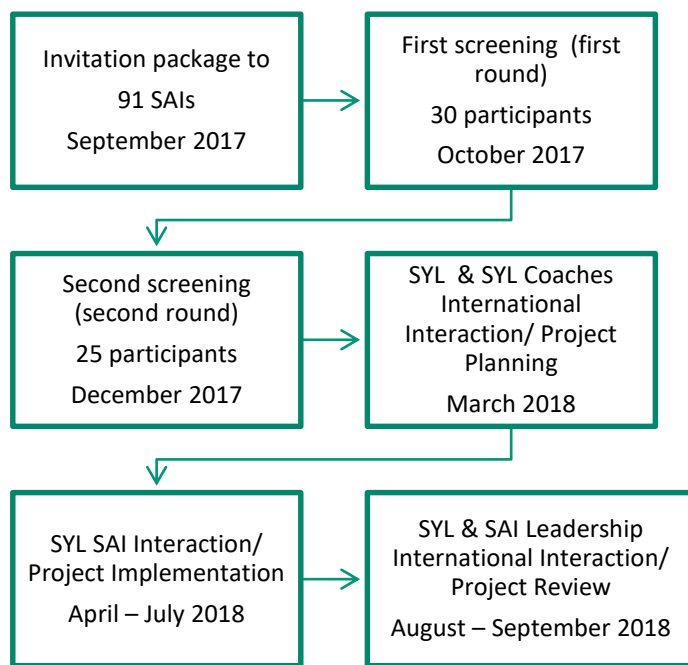 Invitation package to
91 SAIs
September 2017
First screening (first
round)
30 participants
October 2017
Second screening
(second round)
25 participants
December 2017
SYL & SYL Coaches
International
Interaction/ Project
Planning
March 2018
SYL SAI Interaction/
Project Implementation
April – July 2018
SYL & SAI Leadership
International Interaction/
Project Review
August – September 2018